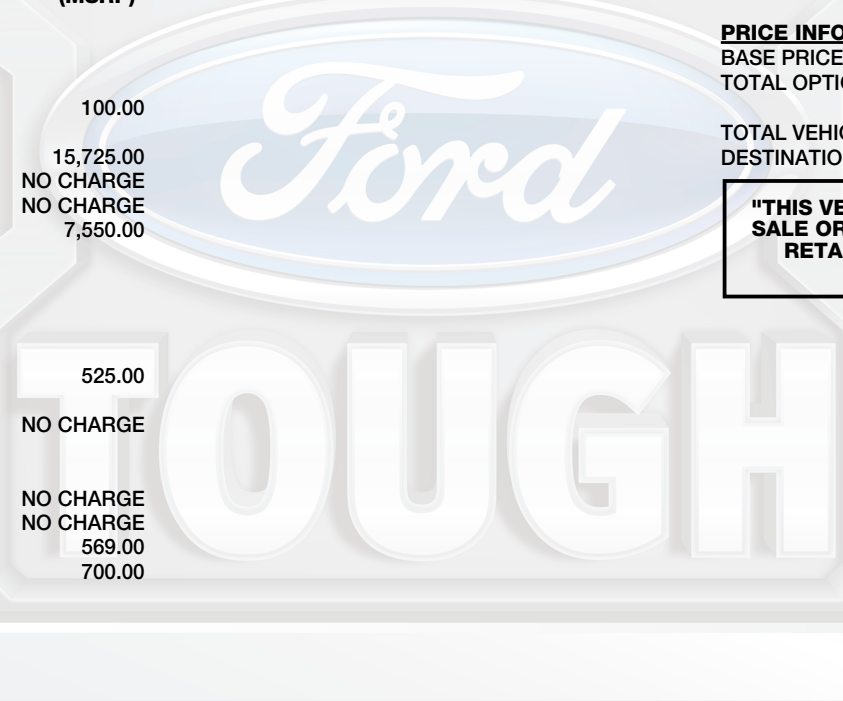 (MSRP)
100.00
15,725.00
NO CHARGE
NO CHARGE
7,550.00
525.00
NO CHARGE
NO CHARGE
NO CHARGE
569.00
700.00
PRICE INFO
BASE PRICE
TOTAL OPTI
TOTAL VEHI
DESTINATIO
"THIS VE
SALE OR
RETA
Ford
TOUGH